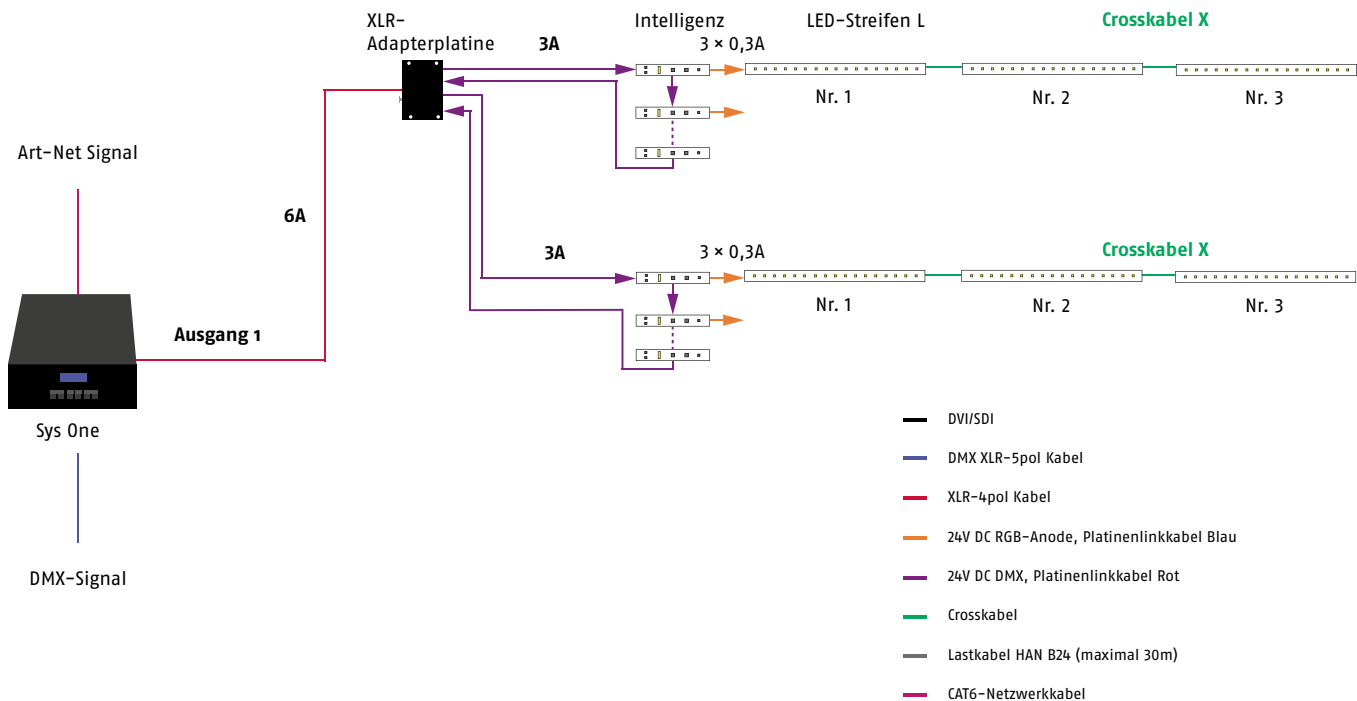 XLR-
Adapterplatine
3A
Intelligenz
3 × 0,3A
LED-Streifen L
Crosskabel X
Nr. 1
Nr. 2
Nr. 3
Art-Net Signal
6A
3A
3 × 0,3A
Crosskabel X
Nr. 1
Nr. 2
Nr. 3
Ausgang 1
Sys One
DMX-Signal
DVI/SDI
DMX XLR-5pol Kabel
XLR-4pol Kabel
24V DC RGB-Anode, Platinenlinkkabel Blau
24V DC DMX, Platinenlinkkabel Rot
Crosskabel
Lastkabel HAN B24 (maximal 30m)
CAT6-Netzwerkkabel